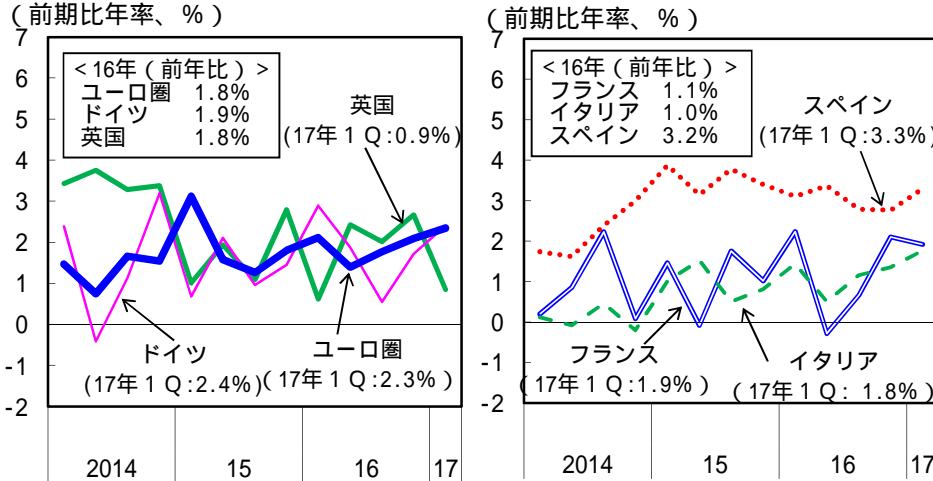 (前期比年率、%)
7
6
5
4
3
2
1
0
-1
-2
<16年(前年比)>
ユーロ圏 1.8%
ドイツ 1.9%
英国 1.8%
英国
(17年1Q:0.9%)
ドイツ
(17年1Q:2.4%)
ユーロ圏
(17年1Q:2.3%)
2014 15 16 17
(前期比年率、%)
7
6
5
4
3
2
1
0
-1
-2
<16年(前年比)>
フランス 1.1%
イタリア 1.0%
スペイン 3.2%
スペイン
(17年1Q:3.3%)
フランス
(17年1Q:1.9%)
イタリア
(17年1Q: 1.8%)
2014 15 16 17